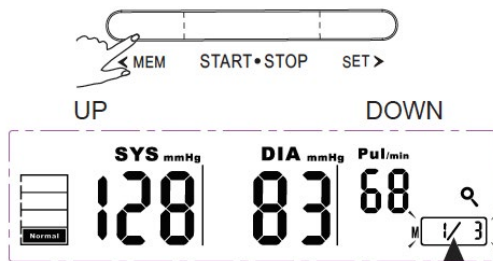 < MEM START•STOP SET >
UP DOWN
SYS mmHg DIA mmHg Pul/min
128 83 68
Normal M 1/3